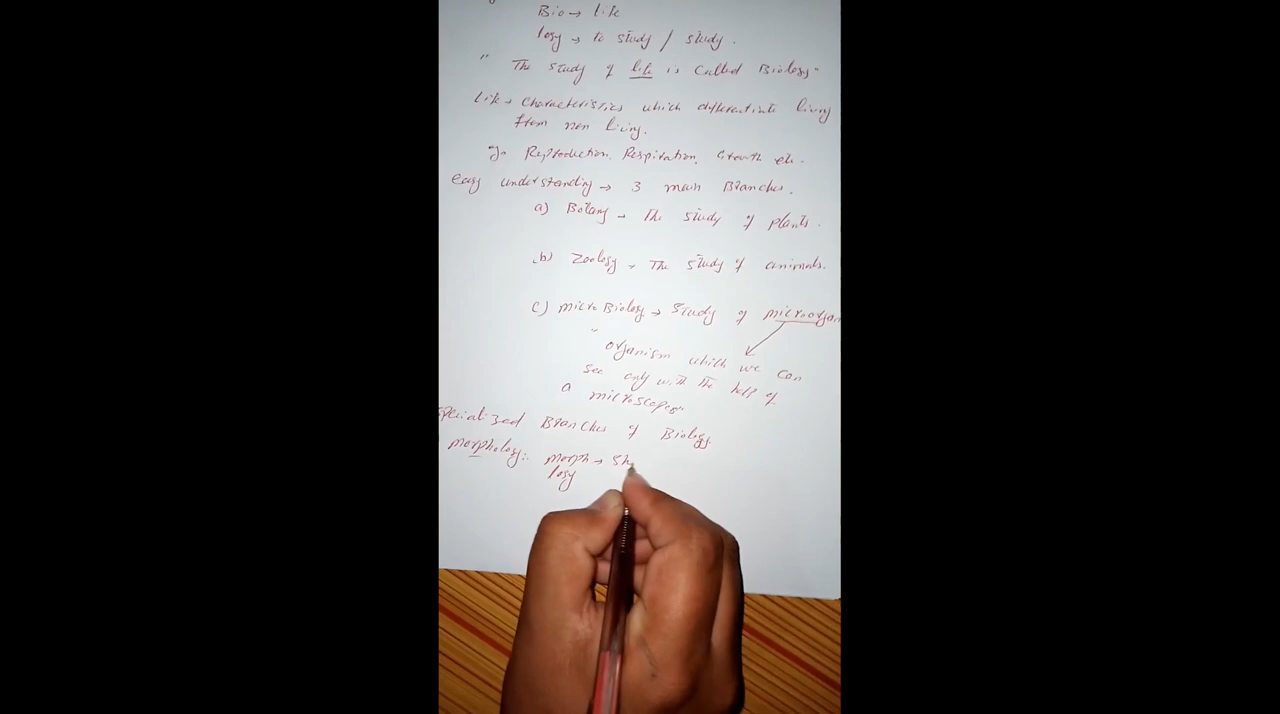 Bio → life
logy → to study / study.
" The study of life is called Biology"
life → characteristics which differentiate living
from non living.
Reproduction, Respiration, Growth etc.
easy understanding → 3 main Branches.
a) Botany → The study of plants.
b) Zoology → The study of animals.
c) micro Biology → Study of microorgan
" organism which we can
see only with the help of
a microscope"
specialized Branches of Biology
morphology:- morph → sh
logy